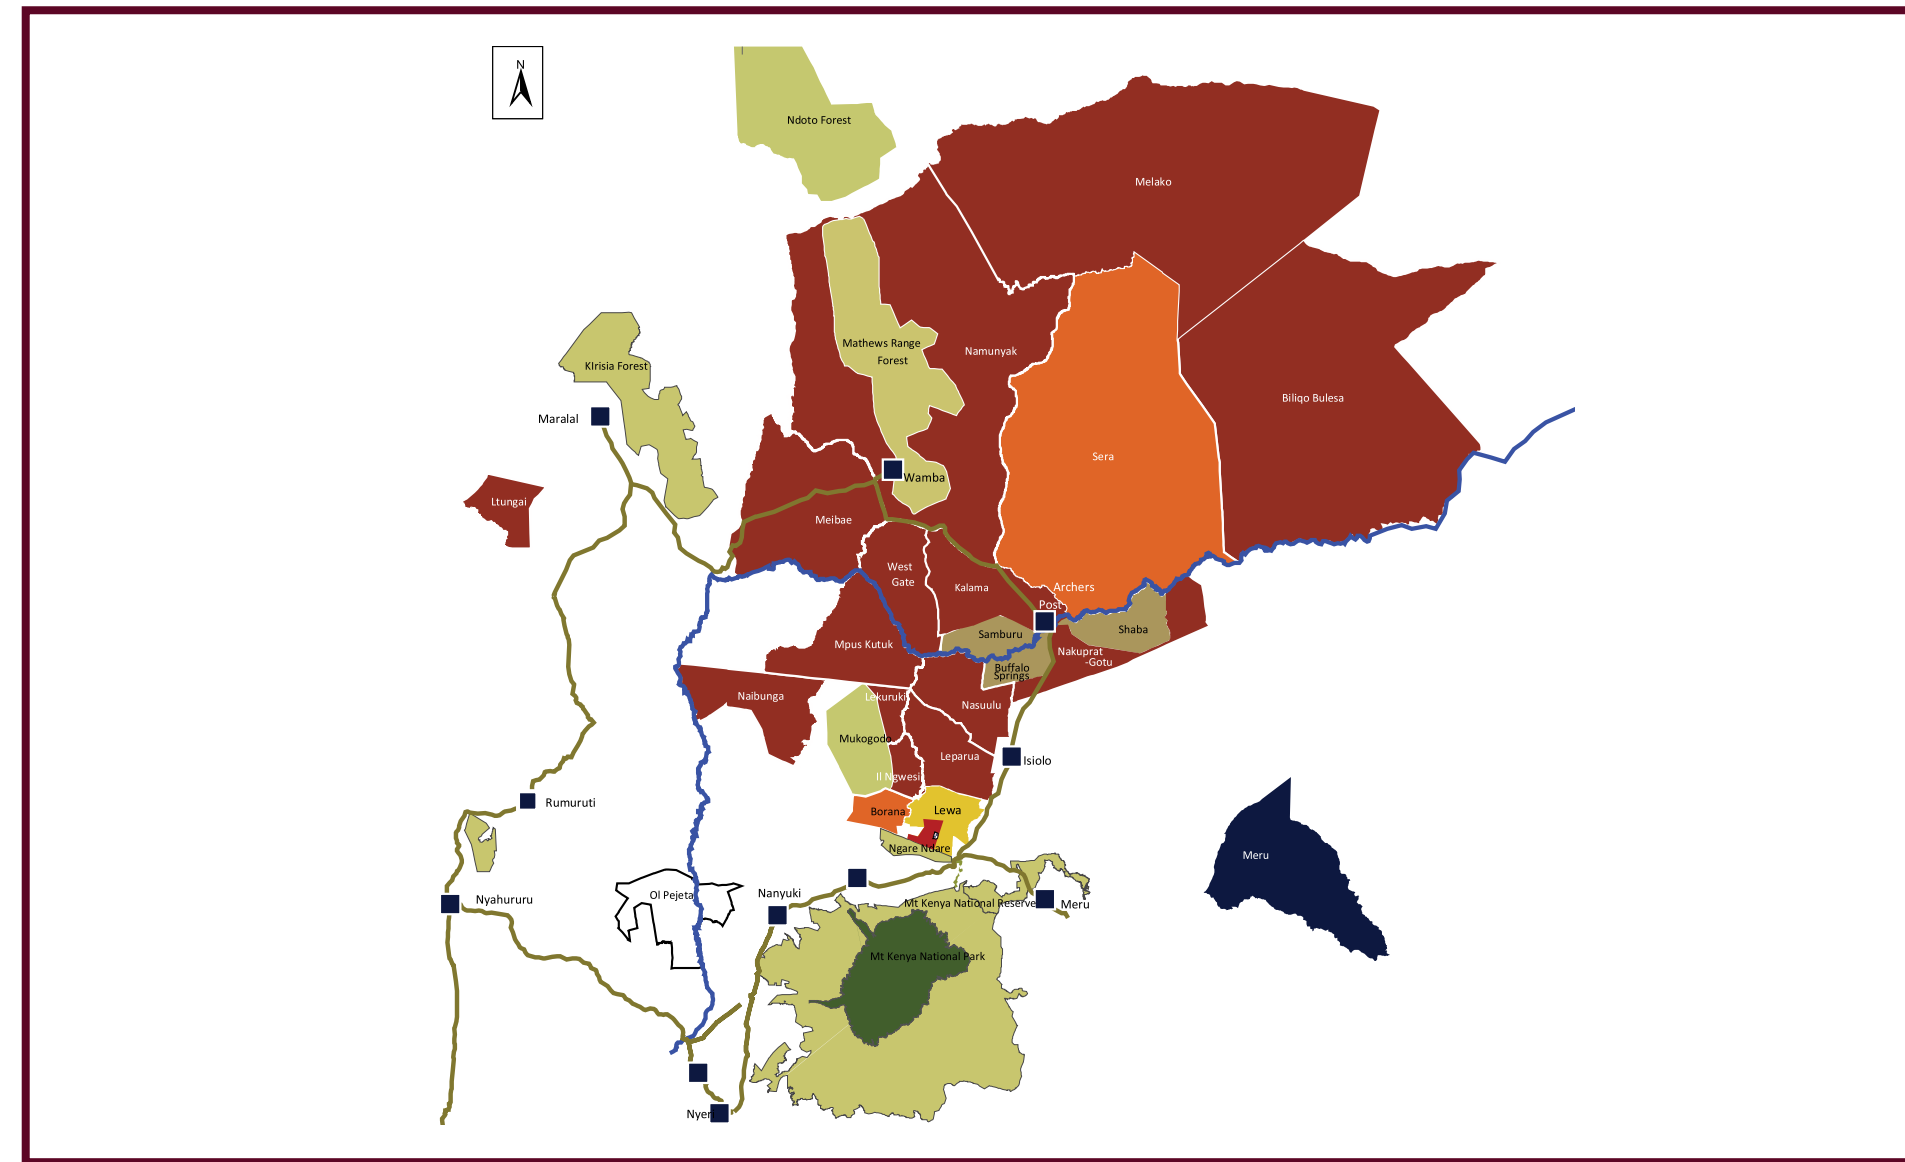 N
Ndoto Forest
Melako
Mathews Range
Forest
Namunyak
KIrisia Forest
Biliqo Bulesa
Maralal
Sera
Wamba
Ltungai
Meibae
West
Gate
Kalama
Archers
Post
Samburu
Shaba
Mpus Kutuk
Nakuprat
-Gotu
Buffalo
Springs
Naibunga
Lekuruki
Nasuulu
Mukogodo
Leparua
Isiolo
Il Ngwesi
Rumuruti
Borana
Lewa
Ngare Ndare
Meru
Ol Pejeta
Nanyuki
Nyahururu
Mt Kenya National Reserve
Meru
Mt Kenya National Park
Nyeri